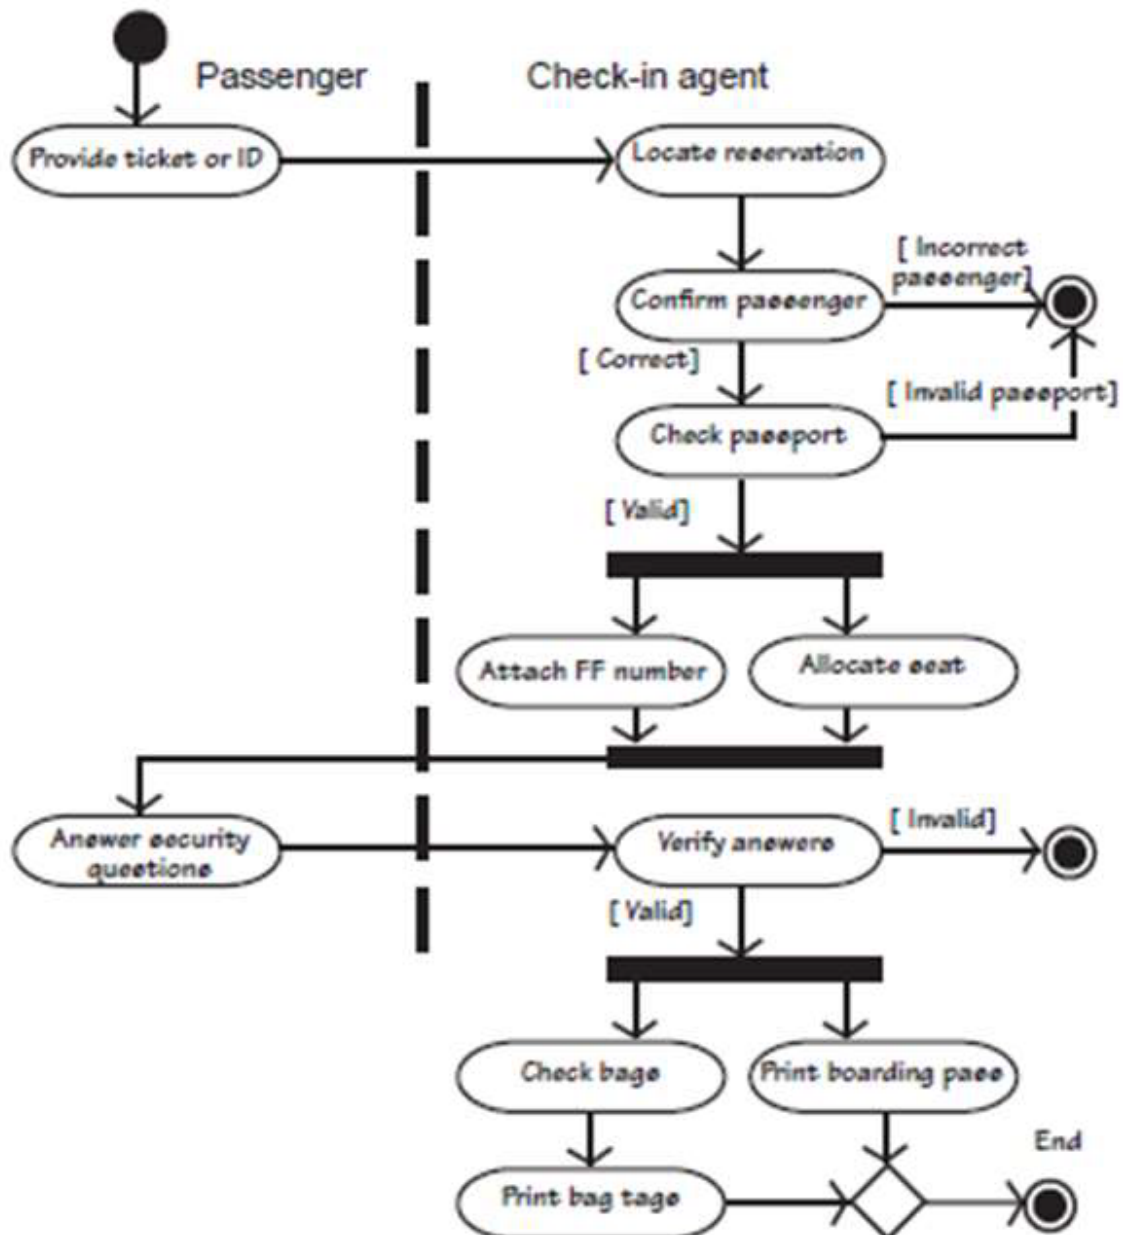 Passenger
Check-in agent
Provide ticket or ID
Locate reservation
[ Incorrect
passenger]
Confirm passenger
[ Correct]
[ Invalid passport]
Check passport
[ Valid]
Attach FF number
Allocate seat
Answer security
questions
Verify answers
[ Invalid]
[ Valid]
Check bags
Print boarding pass
End
Print bag tags